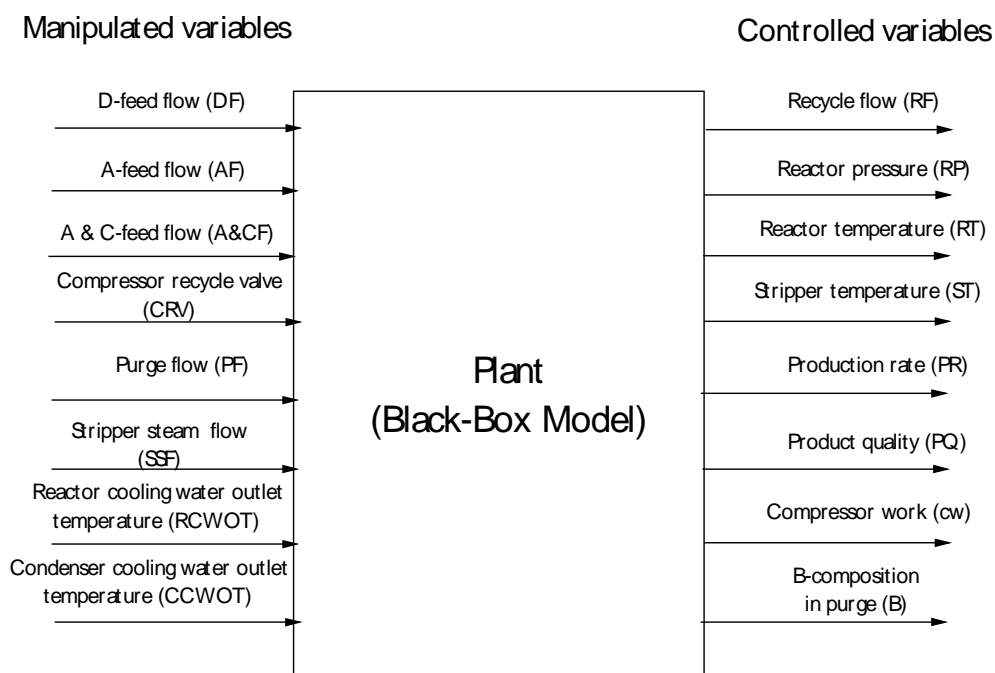 Manipulated variables
Controlled variables
D-feed flow (DF)
A-feed flow (AF)
A & C-feed flow (A&CF)
Compressor recycle valve
(CRV)
Purge flow (PF)
Stripper steam flow
(SSF)
Reactor cooling water outlet
temperature (RCWOT)
Condenser cooling water outlet
temperature (CCWOT)
Plant
(Black-Box Model)
Recycle flow (RF)
Reactor pressure (RP)
Reactor temperature (RT)
Stripper temperature (ST)
Production rate (PR)
Product quality (PQ)
Compressor work (cw)
B-composition
in purge (B)